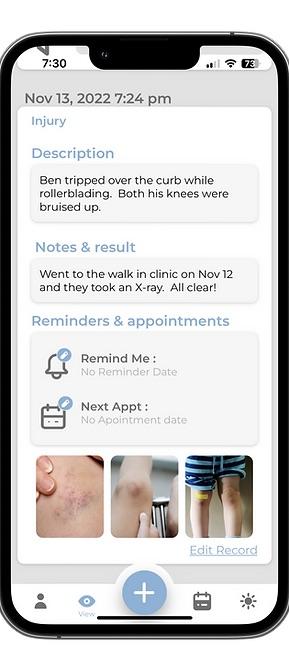 7:30
73
Nov 13, 2022 7:24 pm
Injury
Description
Ben tripped over the curb while
rollerblading. Both his knees were
bruised up.
Notes & result
Went to the walk in clinic on Nov 12
and they took an X-ray. All clear!
Reminders & appointments
Remind Me :
No Reminder Date
Next Appt :
No Apointment date
Edit Record
View